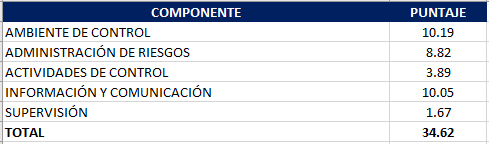 COMPONENTE PUNTAJE
AMBIENTE DE CONTROL 10.19
ADMINISTRACIÓN DE RIESGOS 8.82
ACTIVIDADES DE CONTROL 3.89
INFORMACIÓN Y COMUNICACIÓN 10.05
SUPERVISIÓN 1.67
TOTAL 34.62